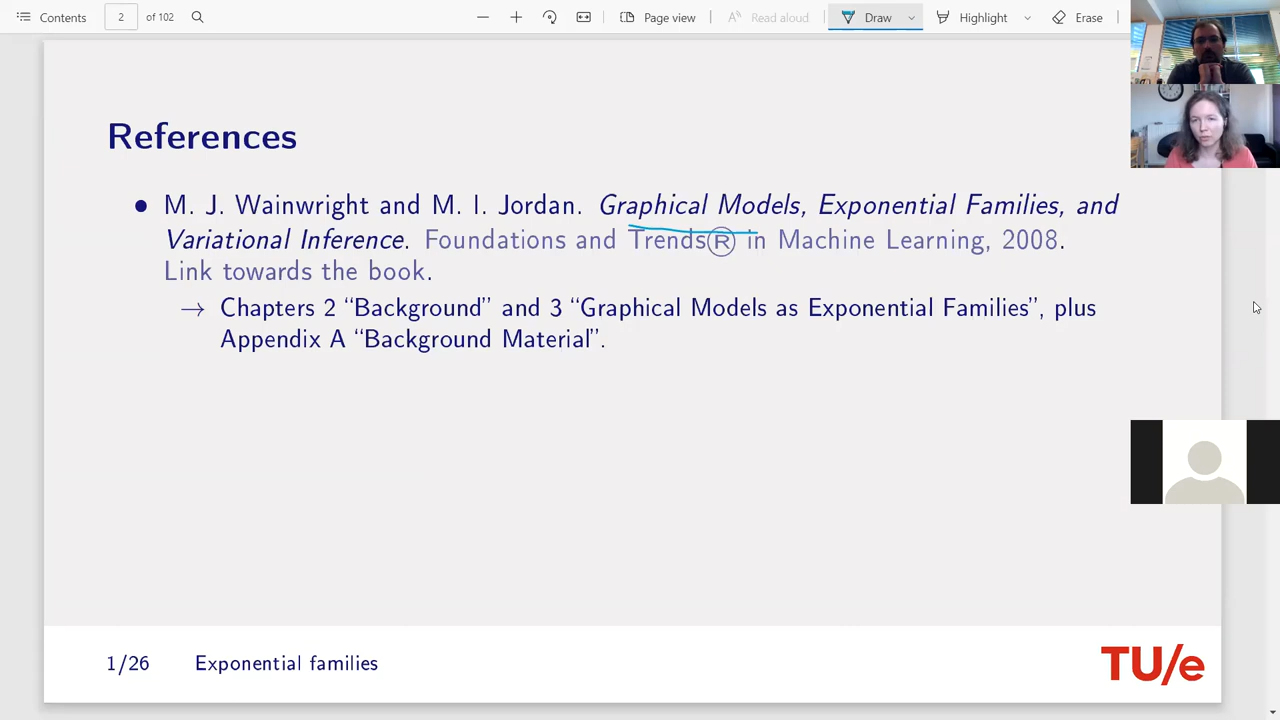 Contents 2 of 102 Page view Read aloud Draw Highlight Erase
References
• M. J. Wainwright and M. I. Jordan. Graphical Models, Exponential Families, and
Variational Inference. Foundations and Trends® in Machine Learning, 2008.
Link towards the book.
→ Chapters 2 “Background” and 3 “Graphical Models as Exponential Families”, plus
Appendix A “Background Material”.
1/26 Exponential families TU/e